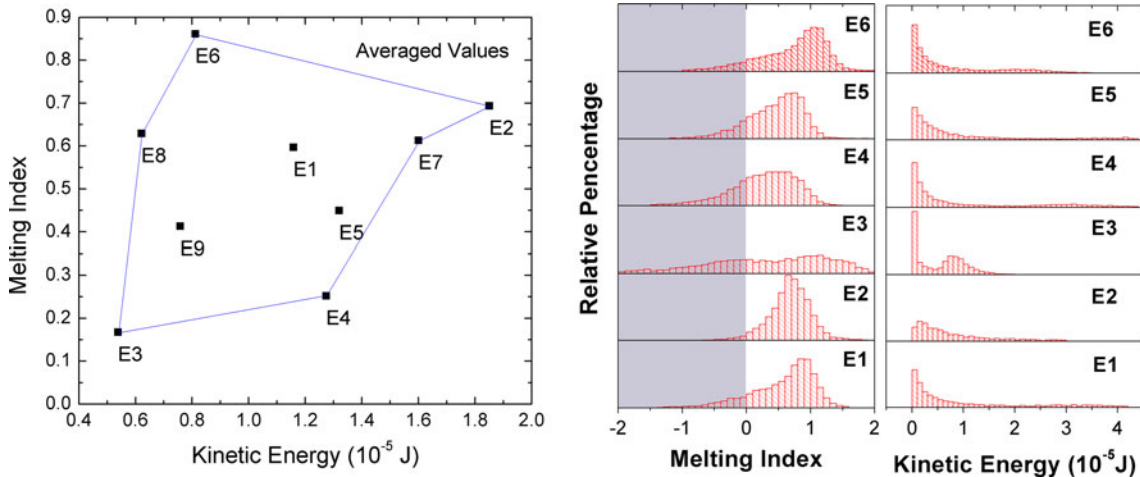 Averaged Values
E6
E2
E8
E7
E1
E5
E9
E4
E3
0.9
0.8
0.7
0.6
0.5
0.4
0.3
0.2
0.1
0.0
Melting Index
0.4 0.6 0.8 1.0 1.2 1.4 1.6 1.8 2.0
Kinetic Energy (10⁻⁵ J)
Relative Pencentage
E6
E5
E4
E3
E2
E1
-2 -1 0 1 2
Melting Index
E6
E5
E4
E3
E2
E1
0 1 2 3 4
Kinetic Energy (10⁻⁵J)